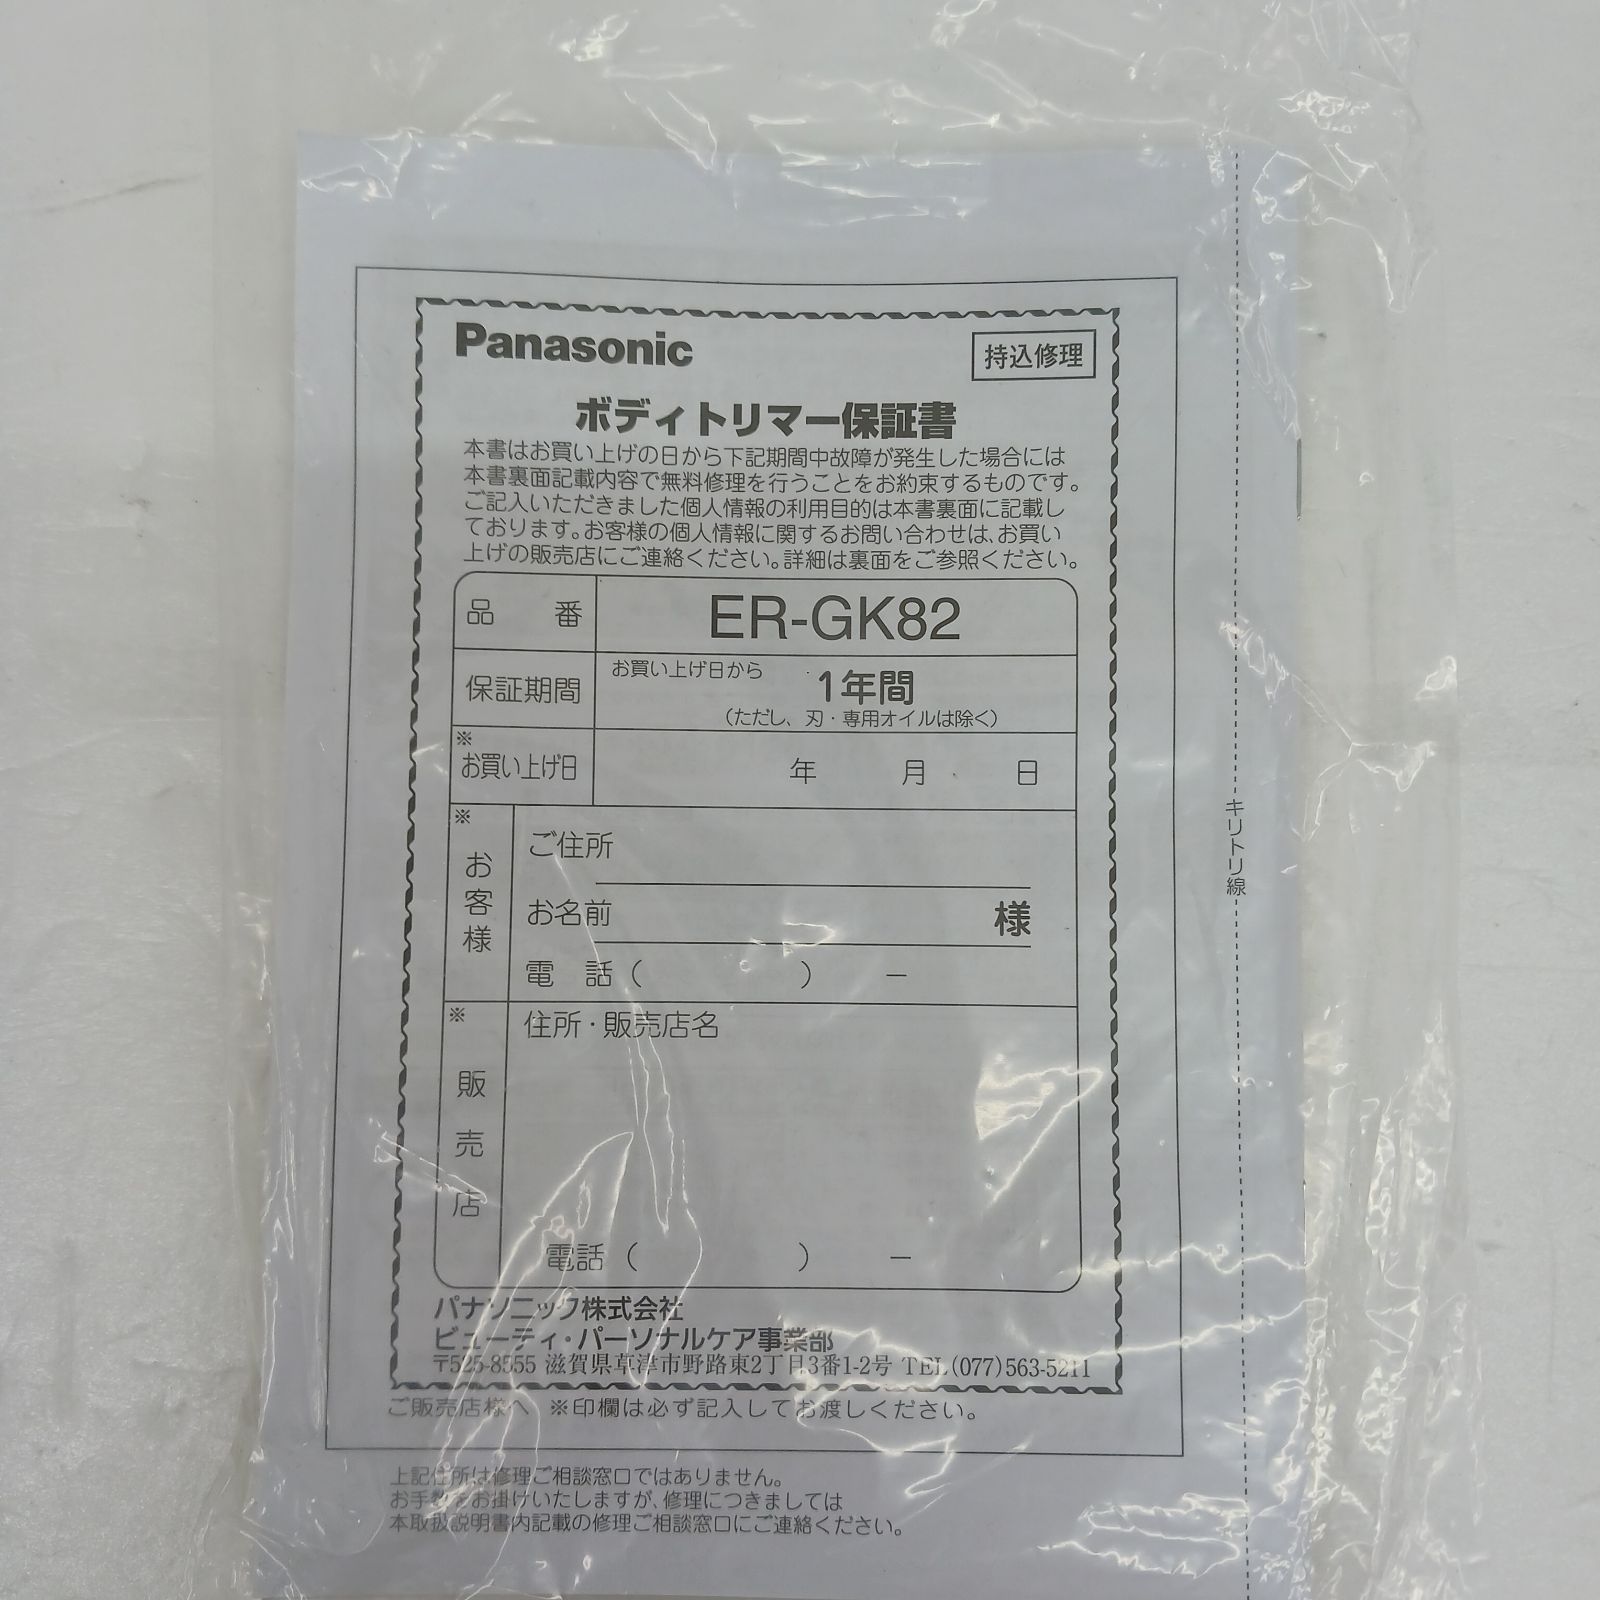 Panasonic
持込修理
ボディトリマー保証書
本書はお買い上げの日から下記期間中故障が発生した場合には
本書裏面記載内容で無料修理を行うことをお約束するものです。
ご記入いただきました個人情報の利用目的は本書裏面に記載し
ております。お客様の個人情報に関するお問い合わせは、お買い
上げの販売店にご連絡ください。詳細は裏面をご参照ください。
品 番 ER-GK82
保証期間 お買い上げ日から 1年間
(ただし、刃・専用オイルは除く)
※
お買い上げ日 年 月 日
※
お客様
ご住所
お名前 様
電 話 ( ) ー
※
販売店
住所・販売店名
電話 ( ) ー
パナソニック株式会社
ビューティ・パーソナルケア事業部
〒525-8555 滋賀県草津市野路東2丁目3番1-2号 TEL(077)563-5211
ご販売店様へ ※印欄は必ず記入してお渡しください。
上記住所は修理ご相談窓口ではありません。
お手数をお掛けいたしますが、修理につきましては
本取扱説明書内記載の修理ご相談窓口にご連絡ください。
キリトリ線